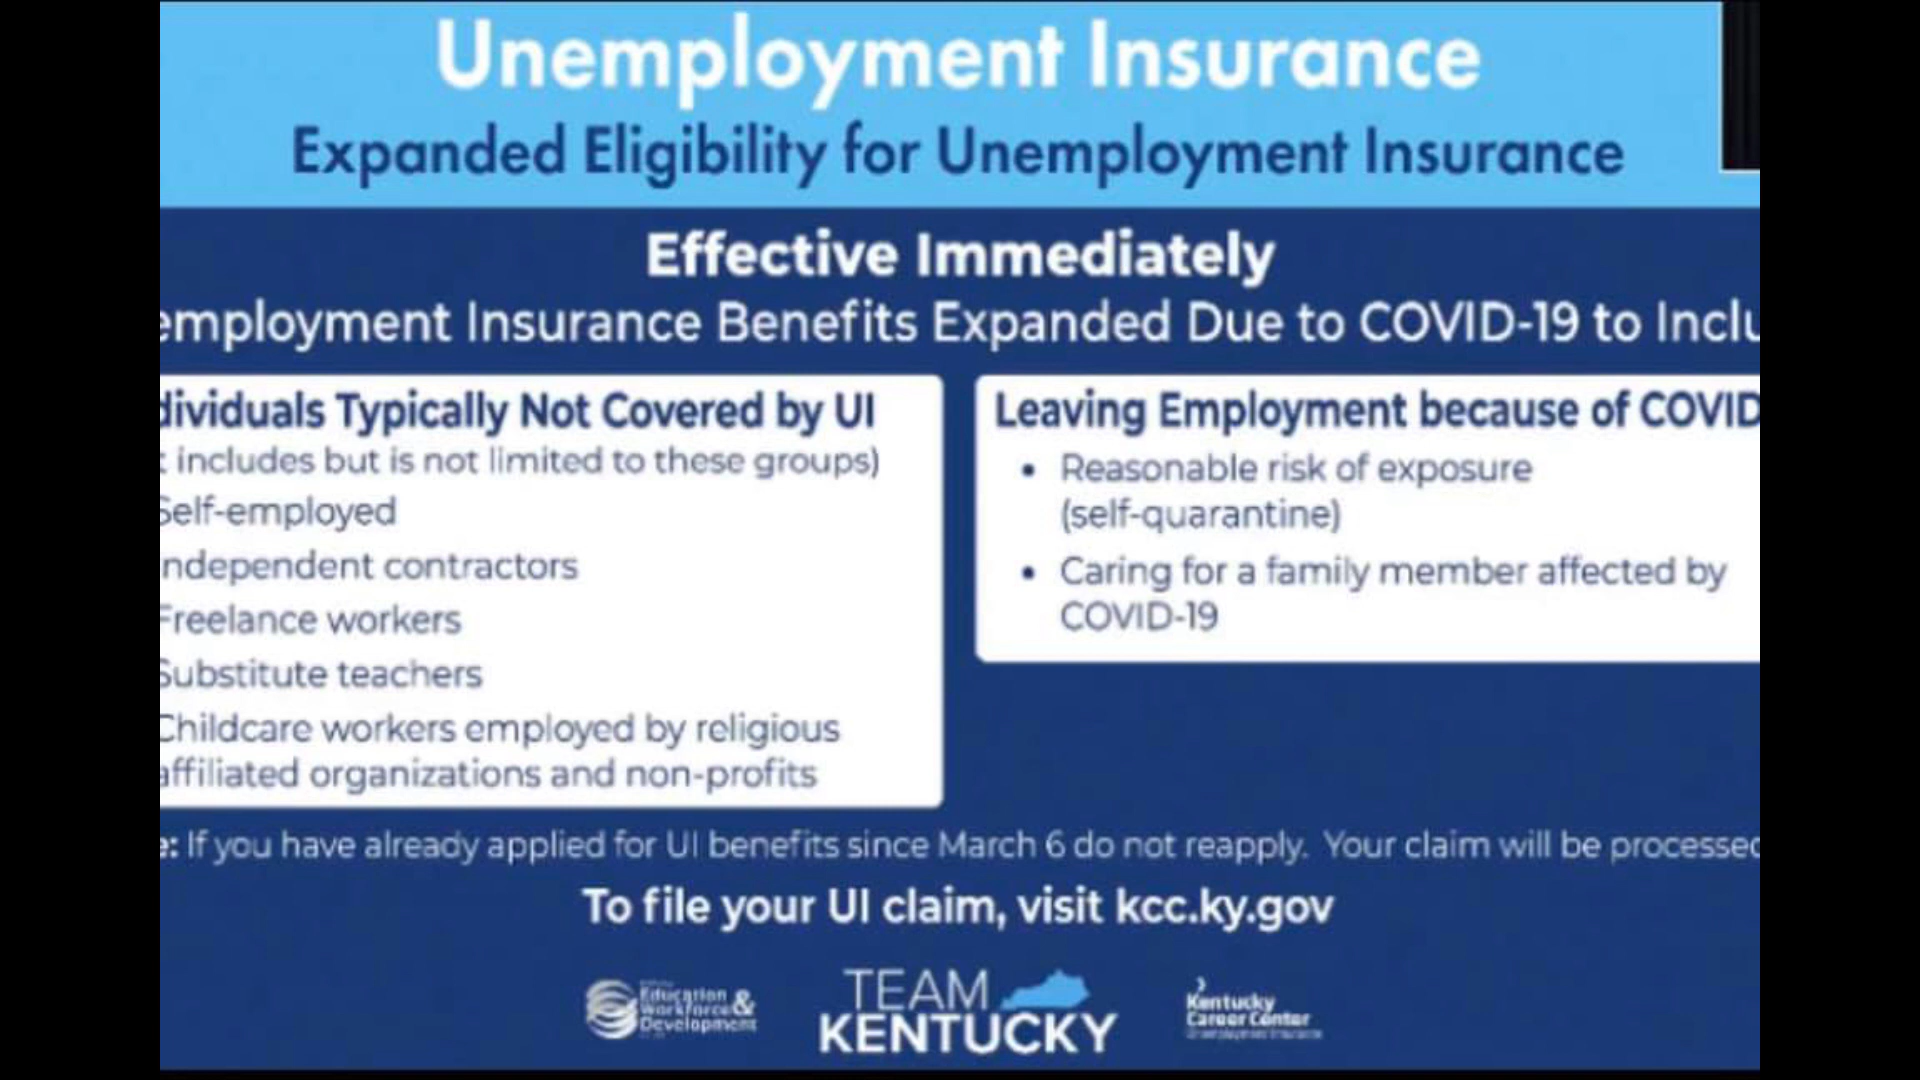 Unemployment Insurance
Expanded Eligibility for Unemployment Insurance
Effective Immediately
employment Insurance Benefits Expanded Due to COVID-19 to Inclu
dividuals Typically Not Covered by UI
: includes but is not limited to these groups)
Self-employed
ndependent contractors
Freelance workers
Substitute teachers
Childcare workers employed by religious
affiliated organizations and non-profits
Leaving Employment because of COVID
• Reasonable risk of exposure
(self-quarantine)
• Caring for a family member affected by
COVID-19
e: If you have already applied for UI benefits since March 6 do not reapply. Your claim will be processed
To file your UI claim, visit kcc.ky.gov
Education &
Workforce
Development
TEAM
KENTUCKY
Kentucky
Career Center